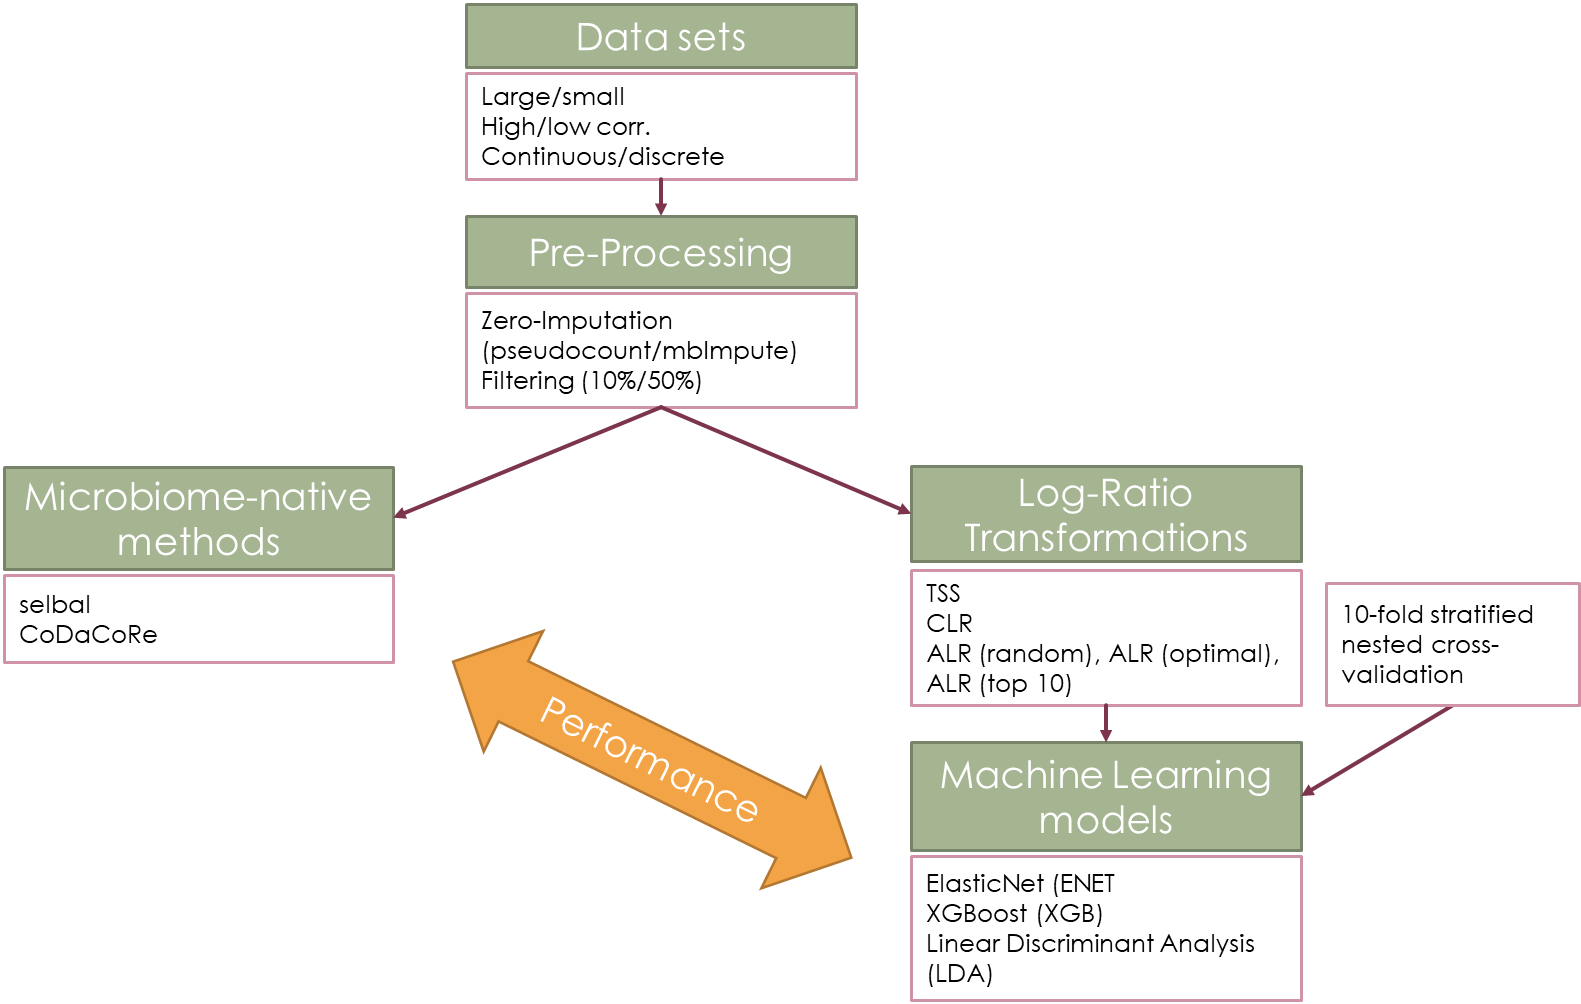 Data sets
Large/small
High/low corr.
Continuous/discrete
Pre-Processing
Zero-Imputation
(pseudocount/mbImpute)
Filtering (10%/50%)
Microbiome-native
methods
selbal
CoDaCoRe
Log-Ratio
Transformations
TSS
CLR
ALR (random), ALR (optimal),
ALR (top 10)
10-fold stratified
nested cross-
validation
Performance
Machine Learning
models
ElasticNet (ENET
XGBoost (XGB)
Linear Discriminant Analysis
(LDA)